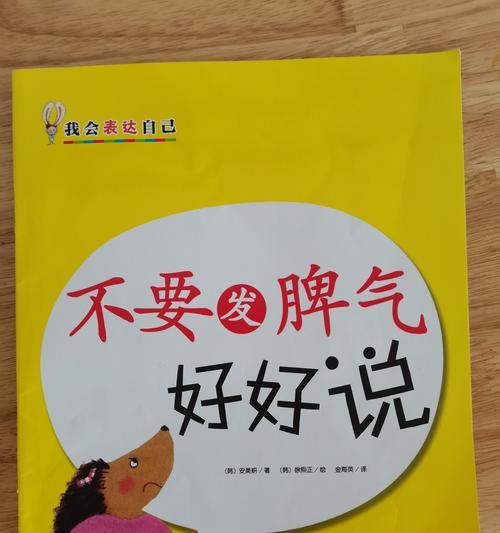 我会表达自己
不要发脾气
好好说
（韩）安美妍／著　（韩）徐熙正／绘　金海英／译